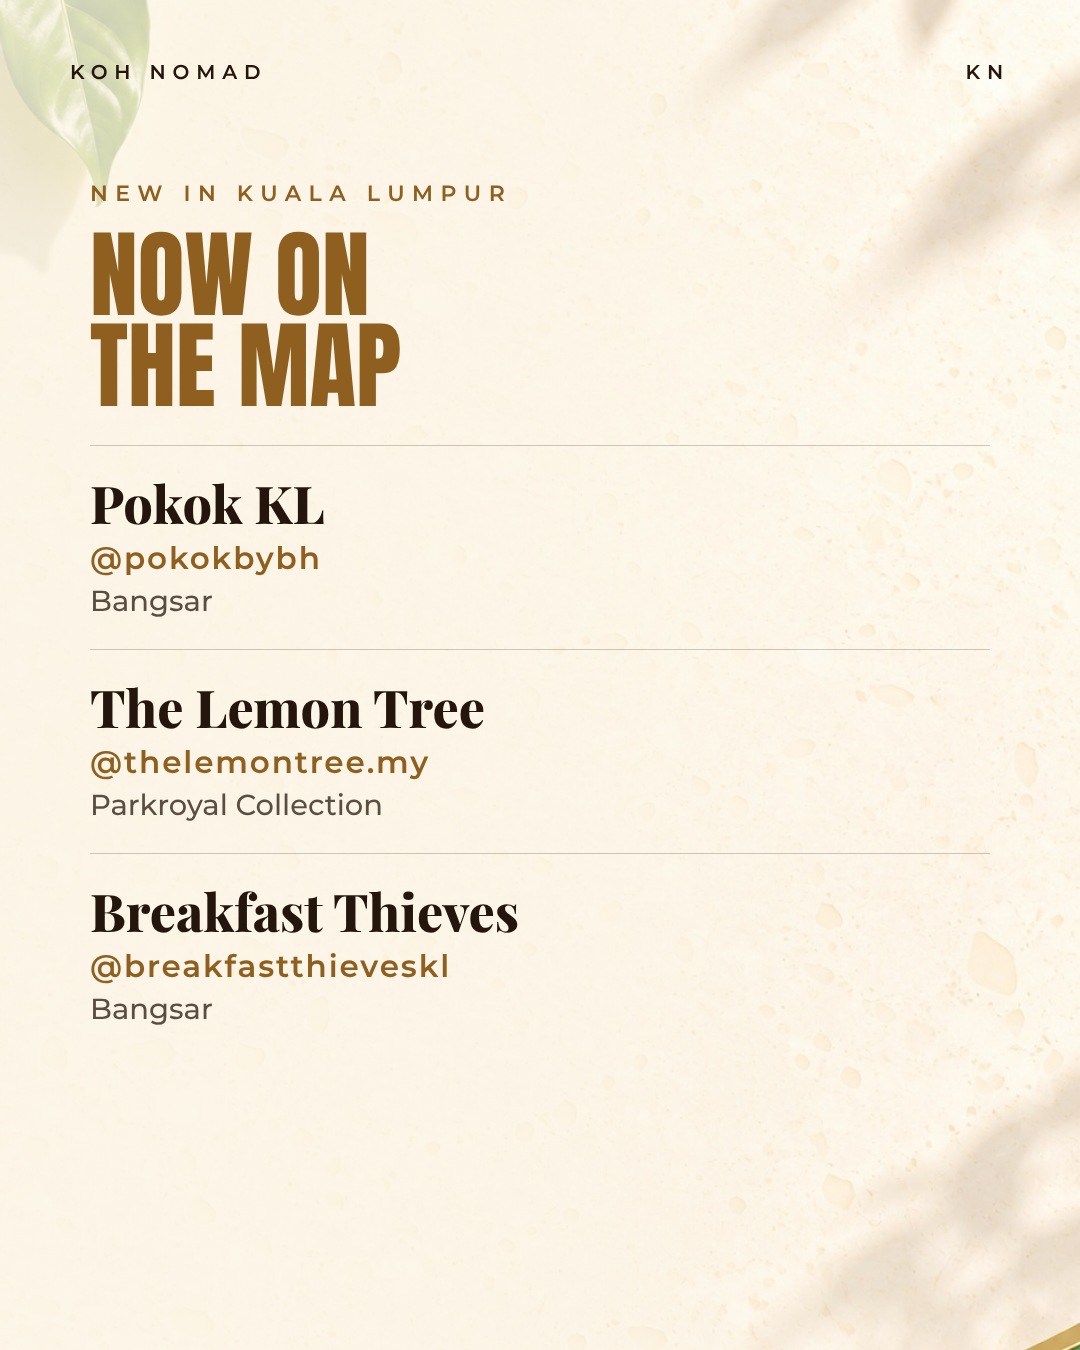 KOH NOMAD
KN
NEW IN KUALA LUMPUR
NOW ON
THE MAP
Pokok KL
@pokokbybh
Bangsar
The Lemon Tree
@thelemontree.my
Parkroyal Collection
Breakfast Thieves
@breakfastthieveskl
Bangsar